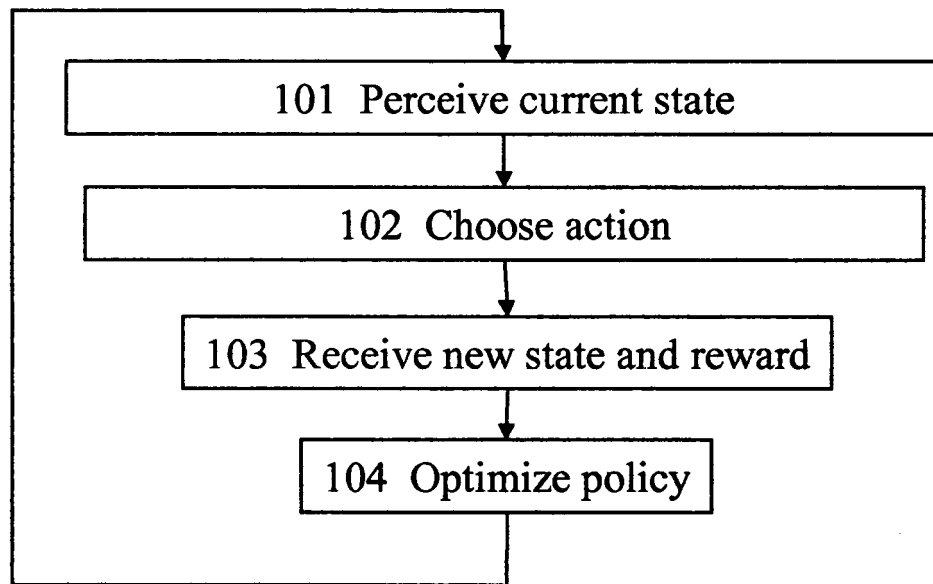 101 Perceive current state
102 Choose action
103 Receive new state and reward
104 Optimize policy